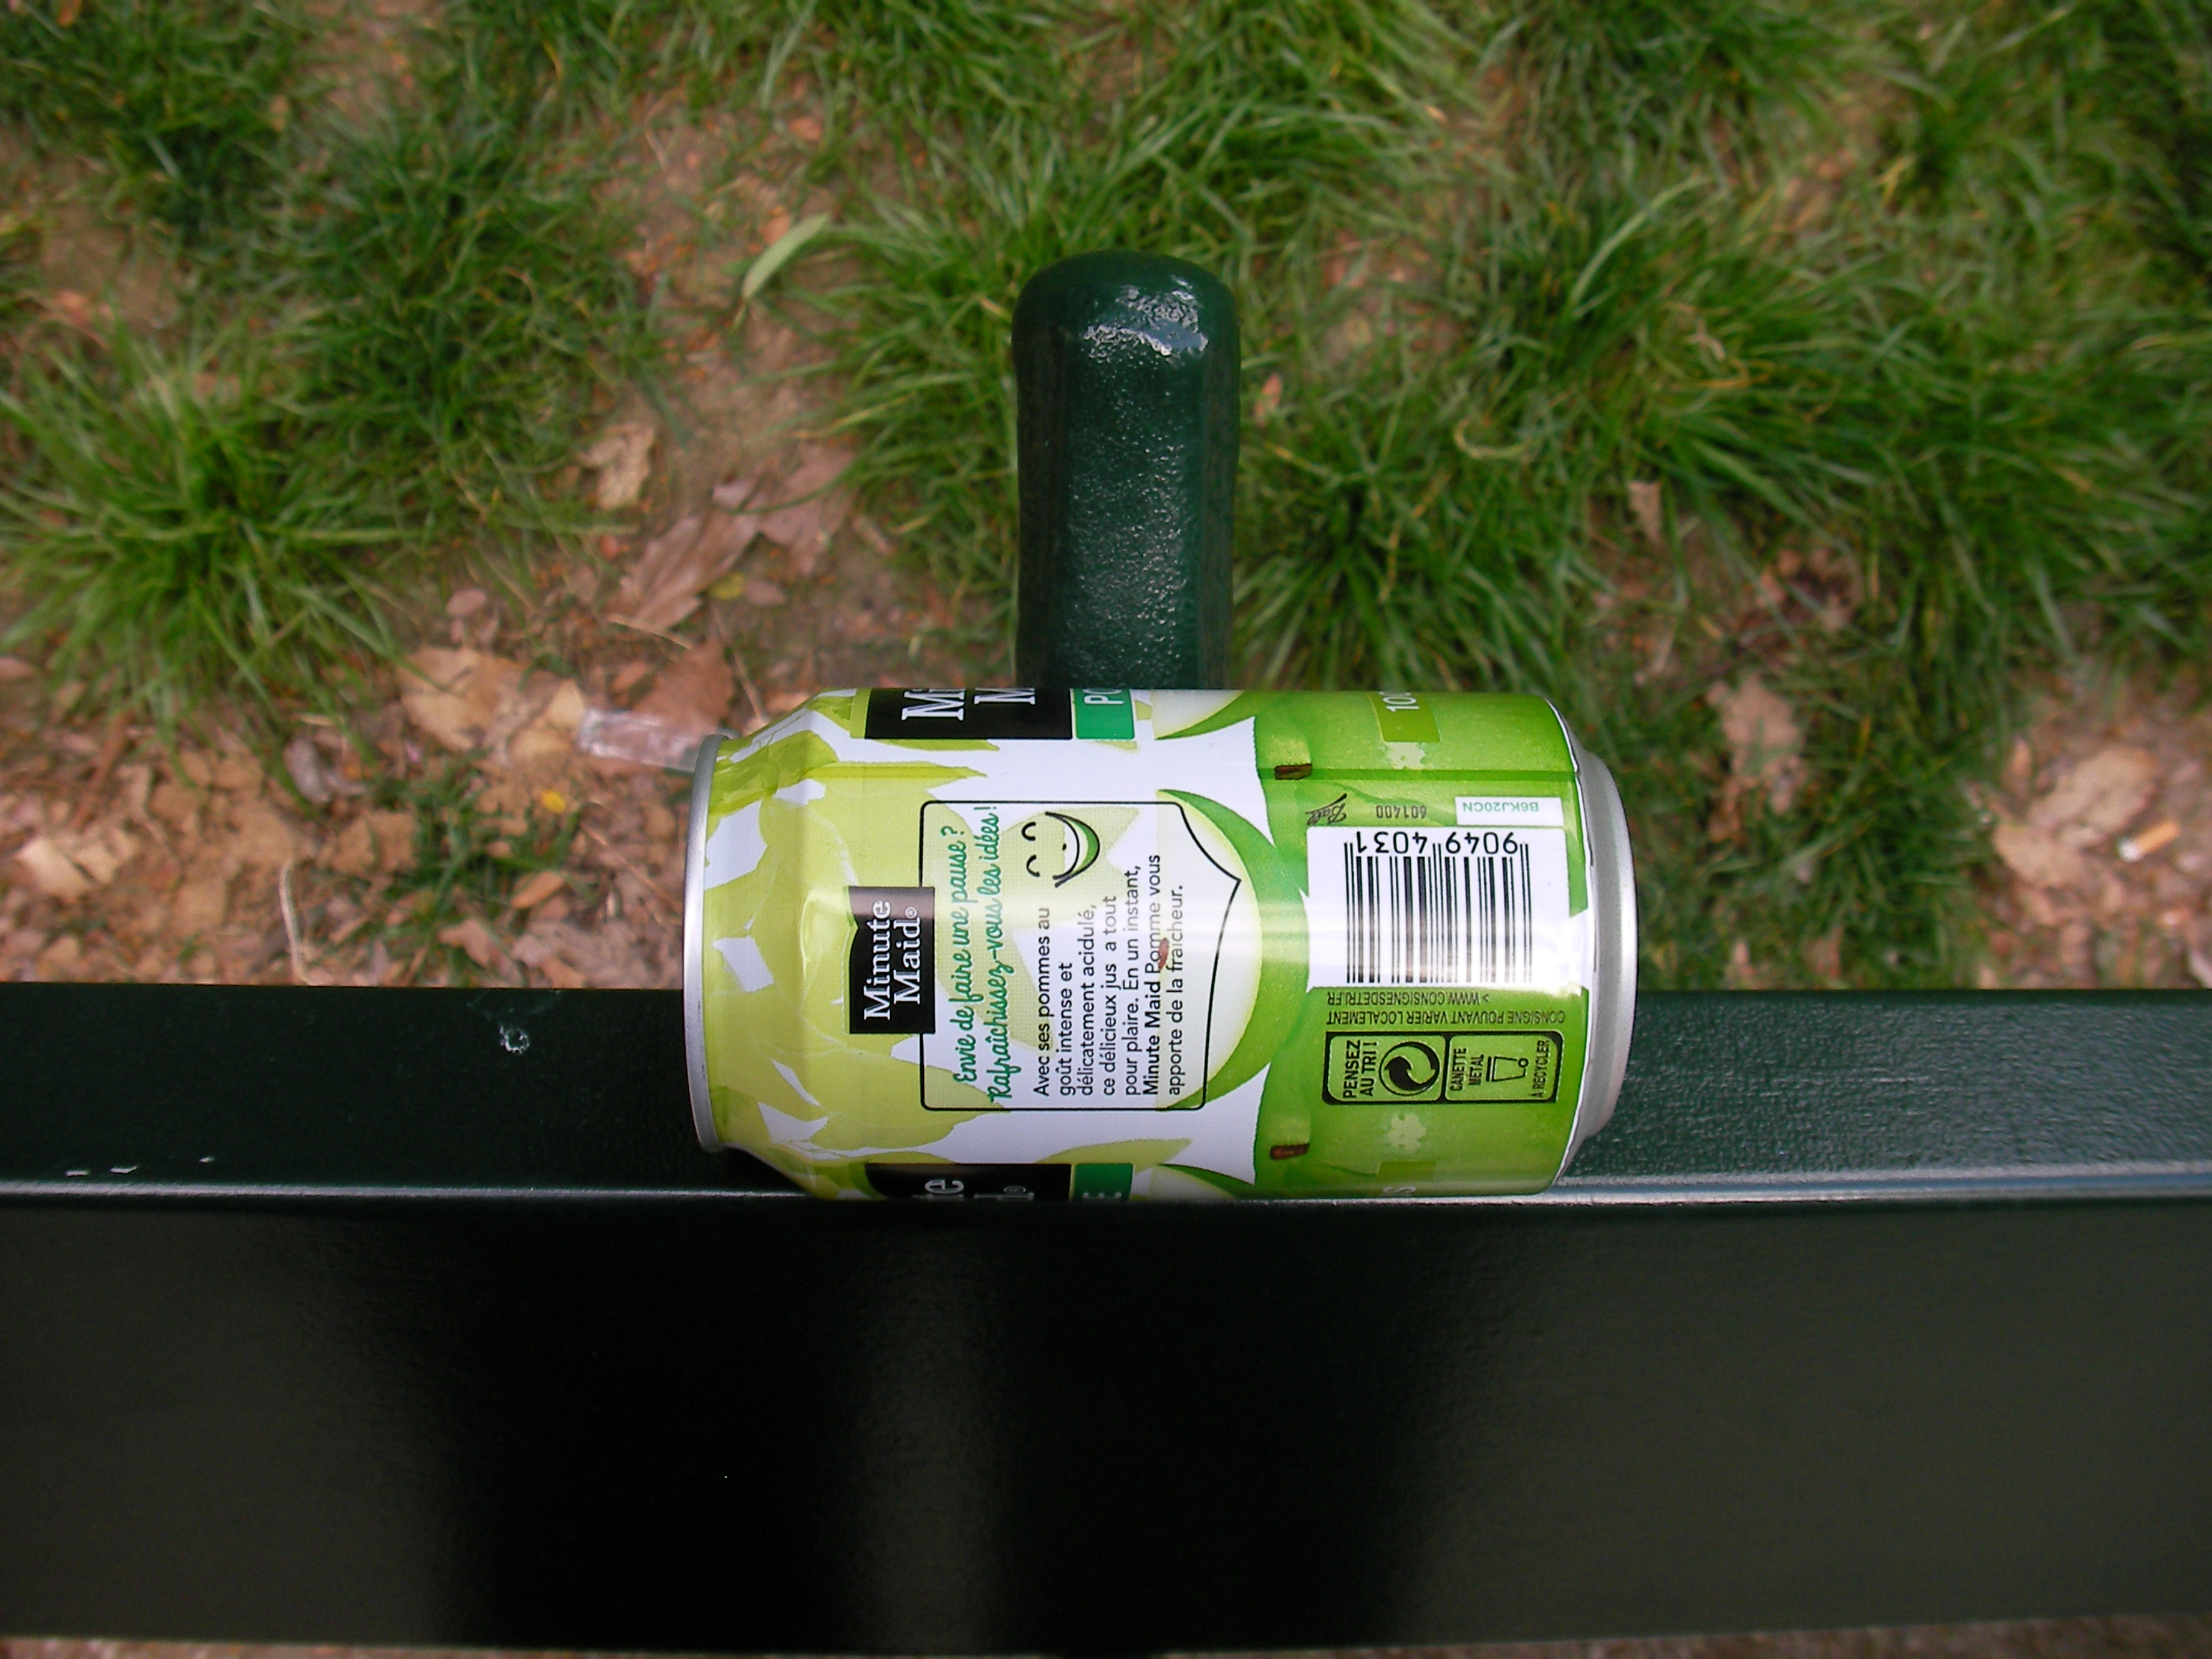 Minute
Maid®
Envie de faire une pause ?
Rafraîchissez-vous les idées !
Avec ses pommes au
goût intense et
délicatement acidulé,
ce délicieux jus a tout
pour plaire. En un instant,
Minute Maid Pomme vous
apporte de la fraîcheur.
Ball
601400
B6KJ20CN
9049 4031
CONSIGNE POUVANT VARIER LOCALEMENT
> WWW.CONSIGNESDETRI.FR
PENSEZ
AU TRI !
CANETTE
MÉTAL
À RECYCLER